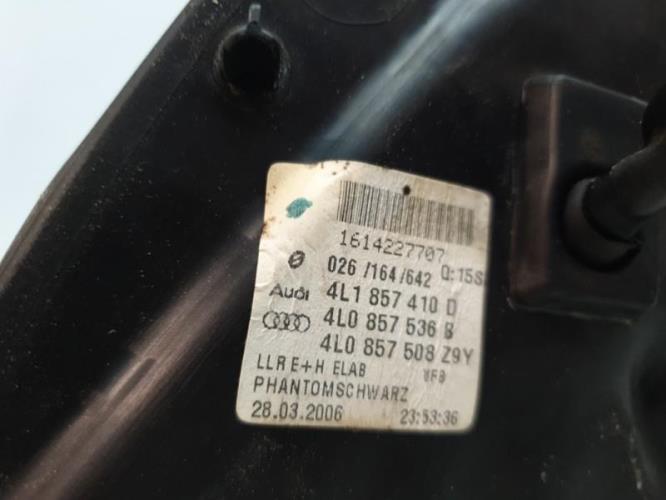 1614227707
026 /164/642 Q:15S
Audi 4L1 857 410 D
4L0 857 536 B
4L0 857 508 Z9Y
LLR E+H ELAB
PHANTOMSCHWARZ
28.03.2006 23:53:36